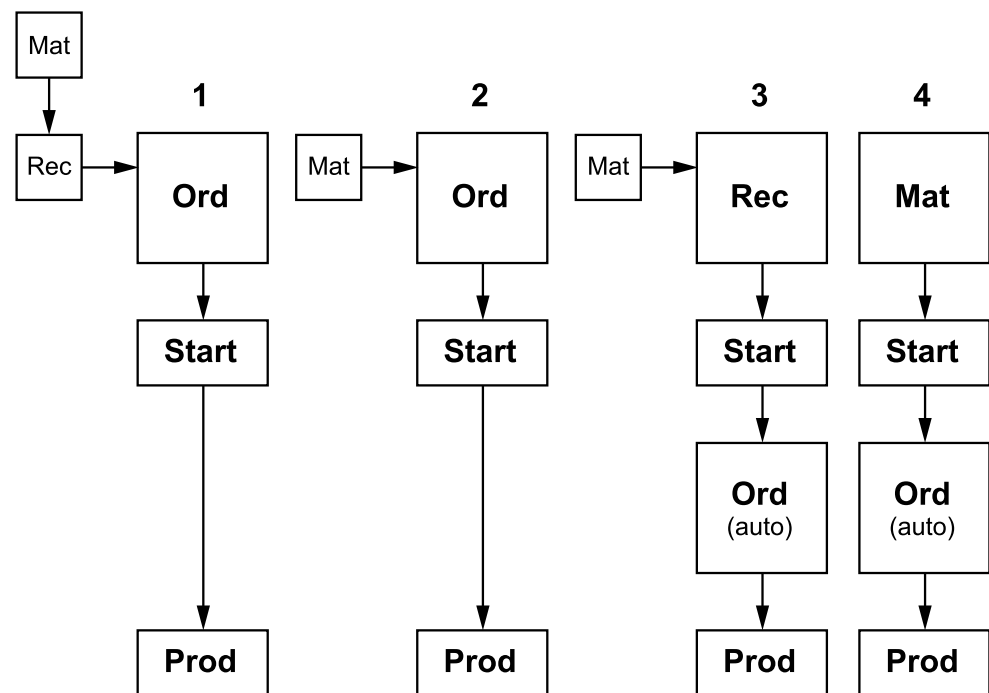 Mat
1
2
3
4
Rec
Ord
Mat
Ord
Mat
Rec
Mat
Start
Start
Start
Start
Ord
(auto)
Ord
(auto)
Prod
Prod
Prod
Prod